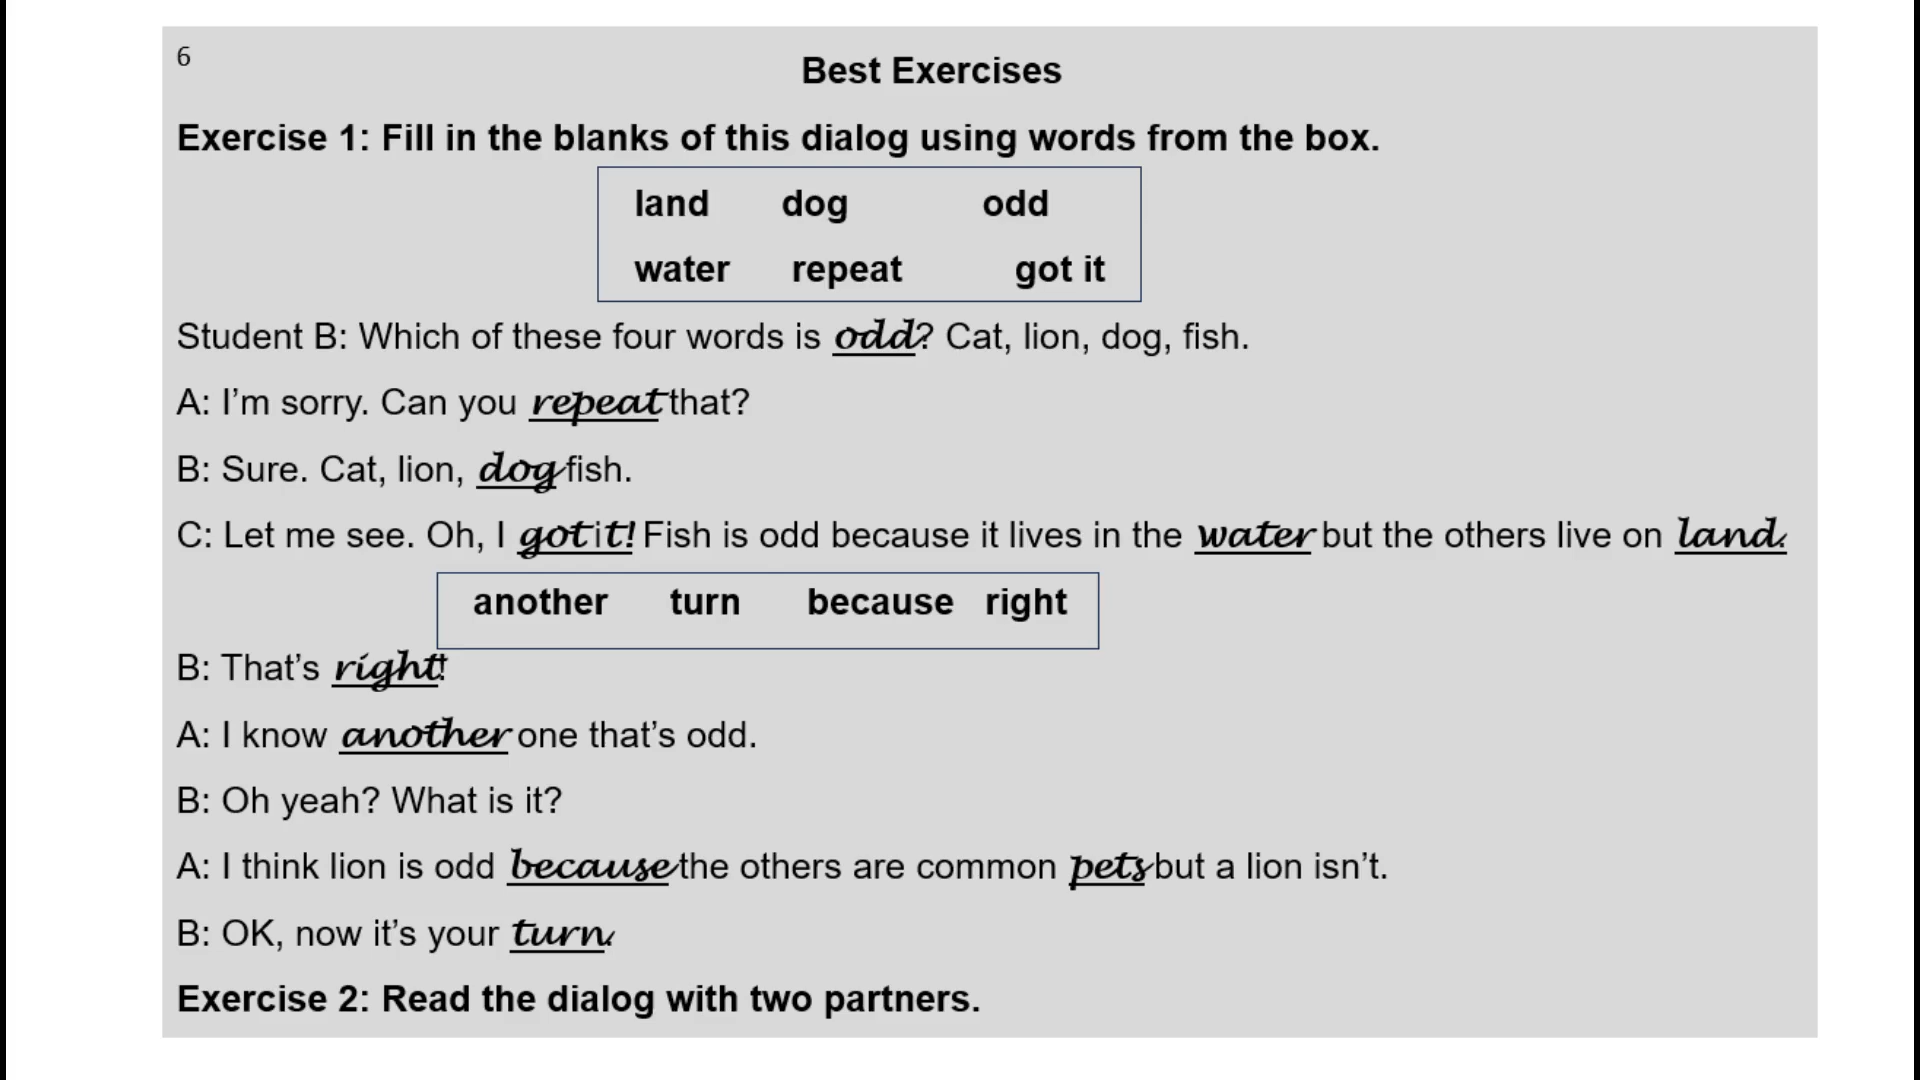 6
Best Exercises
Exercise 1: Fill in the blanks of this dialog using words from the box.
land dog odd
water repeat got it
Student B: Which of these four words is odd? Cat, lion, dog, fish.
A: I’m sorry. Can you repeat that?
B: Sure. Cat, lion, dog fish.
C: Let me see. Oh, I got it! Fish is odd because it lives in the water but the others live on land.
another turn because right
B: That’s right!
A: I know another one that’s odd.
B: Oh yeah? What is it?
A: I think lion is odd because the others are common pets but a lion isn’t.
B: OK, now it’s your turn.
Exercise 2: Read the dialog with two partners.